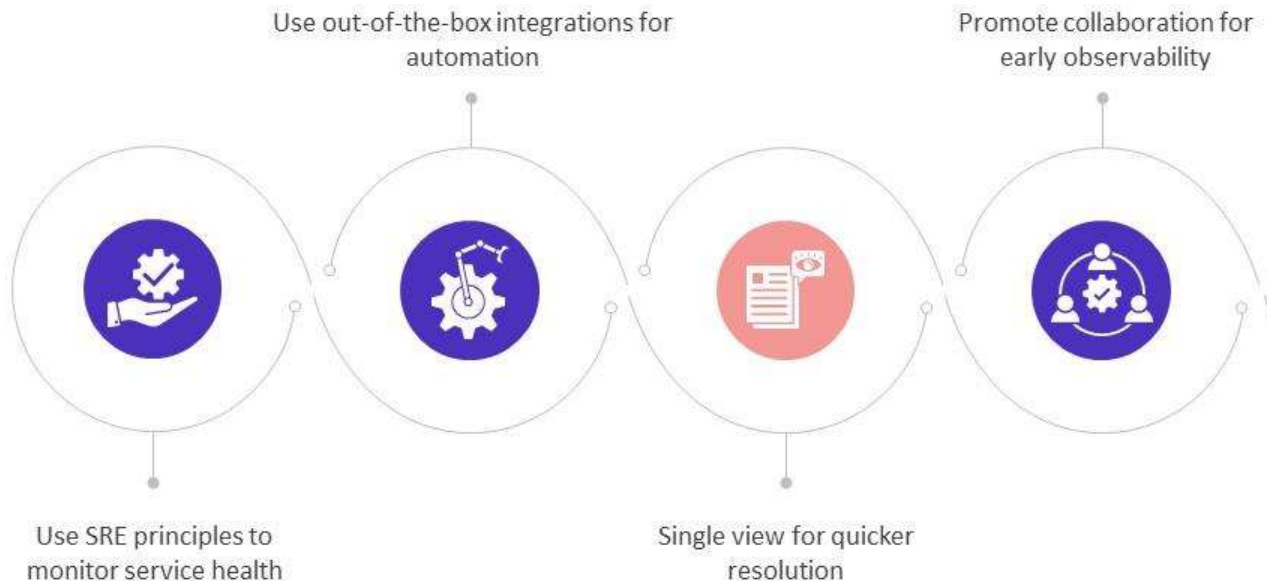 Use out-of-the-box integrations for
automation
Promote collaboration for
early observability
Use SRE principles to
monitor service health
Single view for quicker
resolution